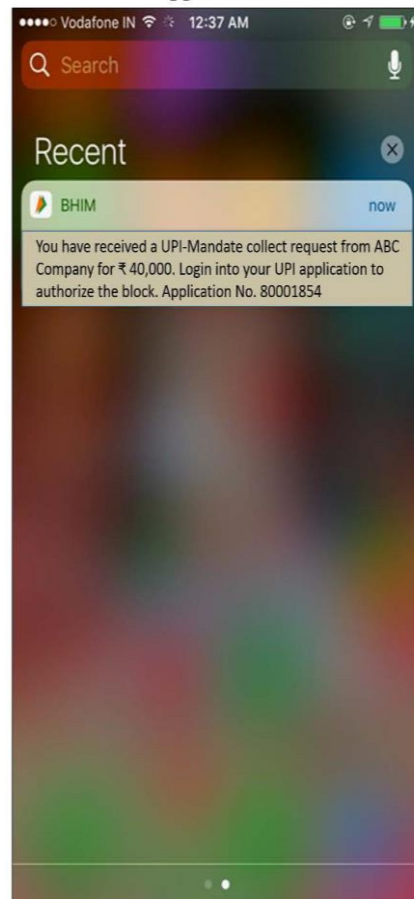 Vodafone IN 12:37 AM
Search
Recent
BHIM now
You have received a UPI-Mandate collect request from ABC
Company for ₹ 40,000. Login into your UPI application to
authorize the block. Application No. 80001854